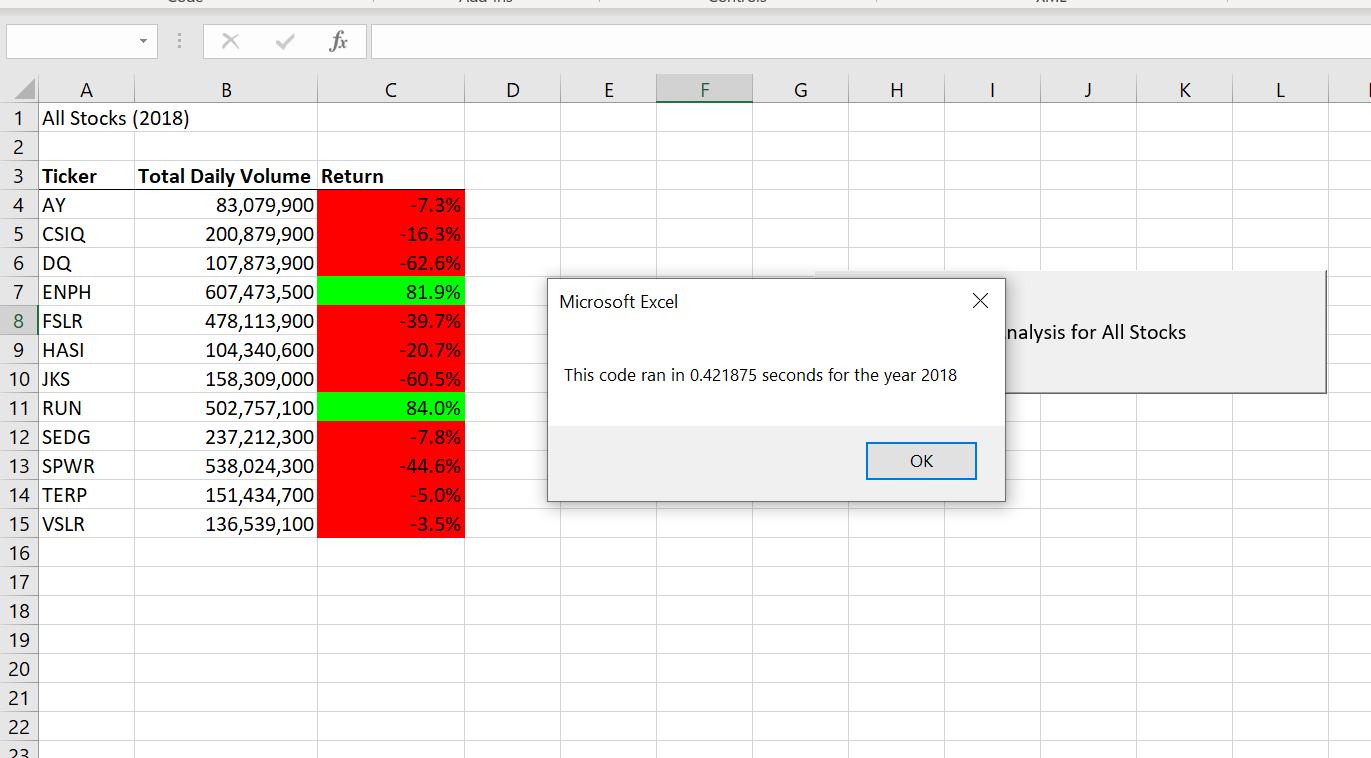 fx
A B C D E F G H I J K L
1 All Stocks (2018)
2
3 Ticker Total Daily Volume Return
4 AY 83,079,900 -7.3%
5 CSIQ 200,879,900 -16.3%
6 DQ 107,873,900 -62.6%
7 ENPH 607,473,500 81.9%
8 FSLR 478,113,900 -39.7%
9 HASI 104,340,600 -20.7%
10 JKS 158,309,000 -60.5%
11 RUN 502,757,100 84.0%
12 SEDG 237,212,300 -7.8%
13 SPWR 538,024,300 -44.6%
14 TERP 151,434,700 -5.0%
15 VSLR 136,539,100 -3.5%
16
17
18
19
20
21
22
23
Microsoft Excel
This code ran in 0.421875 seconds for the year 2018
OK
nalysis for All Stocks